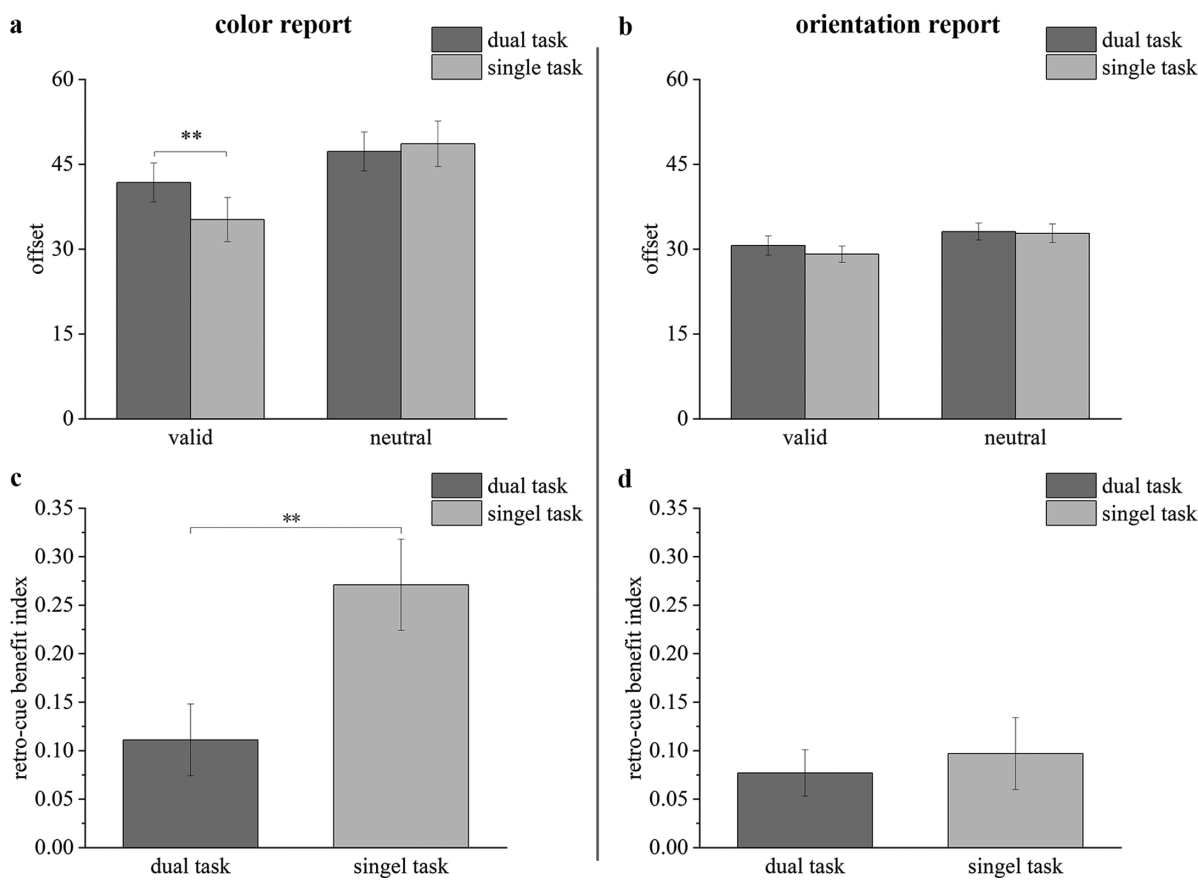 a
color report
dual task
single task
60
45
30
15
0
offset
**
valid
neutral
b
orientation report
dual task
single task
60
45
30
15
0
offset
valid
neutral
c
dual task
singel task
0.35
0.30
0.25
0.20
0.15
0.10
0.05
0.00
retro-cue benefit index
**
dual task
singel task
d
dual task
singel task
0.35
0.30
0.25
0.20
0.15
0.10
0.05
0.00
retro-cue benefit index
dual task
singel task